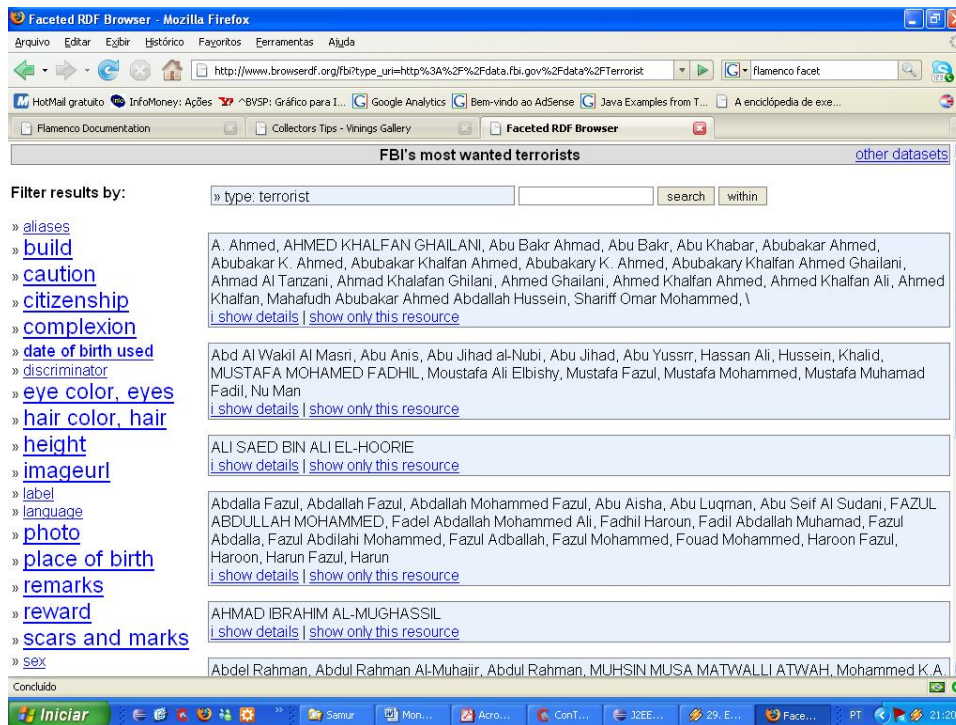 Faceted RDF Browser - Mozilla Firefox
Arquivo Editar Exibir Histórico Favoritos Ferramentas Ajuda
http://www.browserdf.org/fbi?type_uri=http%3A%2F%2Fdata.fbi.gov%2Fdata%2FTerrorist
flamenco facet
HotMail gratuito InfoMoney: Ações ^BVSP: Gráfico para I... Google Analytics Bem-vindo ao AdSense Java Examples from T... A enciclópedia de exe...
Flamenco Documentation Collectors Tips - Vinings Gallery Faceted RDF Browser
FBI's most wanted terrorists other datasets
Filter results by:
» type: terrorist search within
» aliases
» build
» caution
» citizenship
» complexion
» date of birth used
» discriminator
» eye color, eyes
» hair color, hair
» height
» imageurl
» label
» language
» photo
» place of birth
» remarks
» reward
» scars and marks
» sex
A. Ahmed, AHMED KHALFAN GHAILANI, Abu Bakr Ahmad, Abu Bakr, Abu Khabar, Abubakar Ahmed,
Abubakar K. Ahmed, Abubakar Khalfan Ahmed, Abubakary K. Ahmed, Abubakary Khalfan Ahmed Ghailani,
Ahmad Al Tanzani, Ahmad Khalafan Ghilani, Ahmed Ghailani, Ahmed Khalfan Ahmed, Ahmed Khalfan Ali, Ahmed
Khalfan, Mahafudh Abubakar Ahmed Abdallah Hussein, Shariff Omar Mohammed, \
i show details | show only this resource
Abd Al Wakil Al Masri, Abu Anis, Abu Jihad al-Nubi, Abu Jihad, Abu Yussrr, Hassan Ali, Hussein, Khalid,
MUSTAFA MOHAMED FADHIL, Moustafa Ali Elbishy, Mustafa Fazul, Mustafa Mohammed, Mustafa Muhamad
Fadil, Nu Man
i show details | show only this resource
ALI SAED BIN ALI EL-HOORIE
i show details | show only this resource
Abdalla Fazul, Abdallah Fazul, Abdallah Mohammed Fazul, Abu Aisha, Abu Luqman, Abu Seif Al Sudani, FAZUL
ABDULLAH MOHAMMED, Fadel Abdallah Mohammed Ali, Fadhil Haroun, Fadil Abdallah Muhamad, Fazul
Abdalla, Fazul Abdilahi Mohammed, Fazul Adballah, Fazul Mohammed, Fouad Mohammed, Haroon Fazul,
Haroon, Harun Fazul, Harun
i show details | show only this resource
AHMAD IBRAHIM AL-MUGHASSIL
i show details | show only this resource
Abdel Rahman, Abdul Rahman Al-Muhajir, Abdul Rahman, MUHSIN MUSA MATWALLI ATWAH, Mohammed K.A.
Concluído
Iniciar Samur Mon... Acro... ConT... J2EE... 29. E... Face... PT 21:20